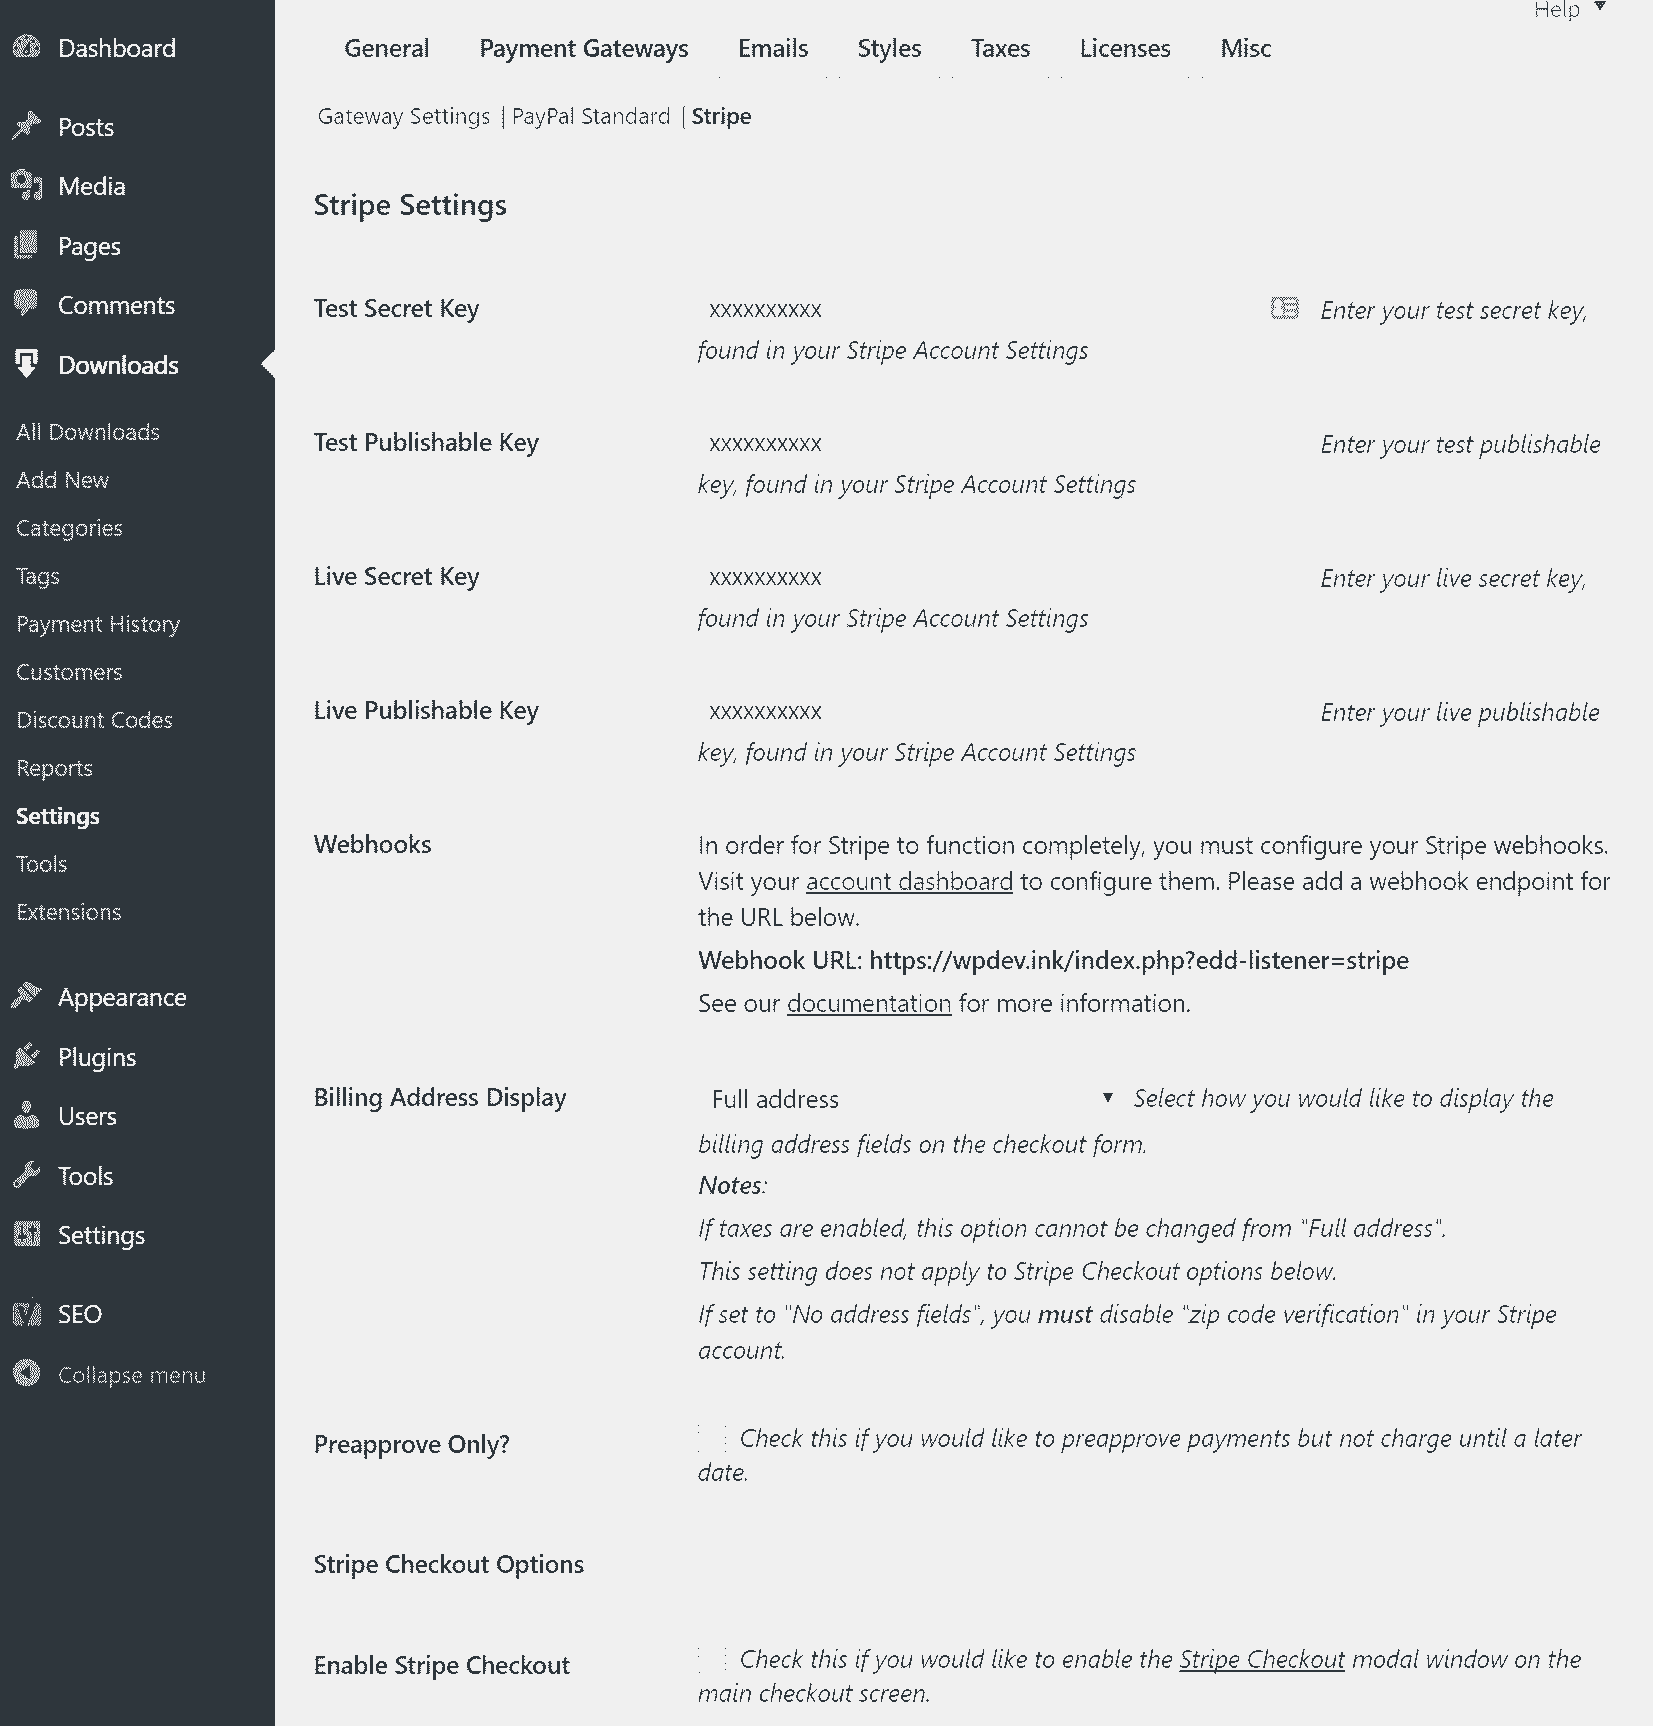 Help
Dashboard
Posts
Media
Pages
Comments
Downloads
All Downloads
Add New
Categories
Tags
Payment History
Customers
Discount Codes
Reports
Settings
Tools
Extensions
Appearance
Plugins
Users
Tools
Settings
SEO
Collapse menu
General Payment Gateways Emails Styles Taxes Licenses Misc
Gateway Settings | PayPal Standard | Stripe
Stripe Settings
Test Secret Key xxxxxxxxxx Enter your test secret key,
found in your Stripe Account Settings
Test Publishable Key xxxxxxxxxx Enter your test publishable
key, found in your Stripe Account Settings
Live Secret Key xxxxxxxxxx Enter your live secret key,
found in your Stripe Account Settings
Live Publishable Key xxxxxxxxxx Enter your live publishable
key, found in your Stripe Account Settings
Webhooks In order for Stripe to function completely, you must configure your Stripe webhooks.
Visit your account dashboard to configure them. Please add a webhook endpoint for
the URL below.
Webhook URL: https://wpdev.ink/index.php?edd-listener=stripe
See our documentation for more information.
Billing Address Display Full address Select how you would like to display the
billing address fields on the checkout form.
Notes:
If taxes are enabled, this option cannot be changed from "Full address".
This setting does not apply to Stripe Checkout options below.
If set to "No address fields", you must disable "zip code verification" in your Stripe
account.
Preapprove Only? Check this if you would like to preapprove payments but not charge until a later
date.
Stripe Checkout Options
Enable Stripe Checkout Check this if you would like to enable the Stripe Checkout modal window on the
main checkout screen.